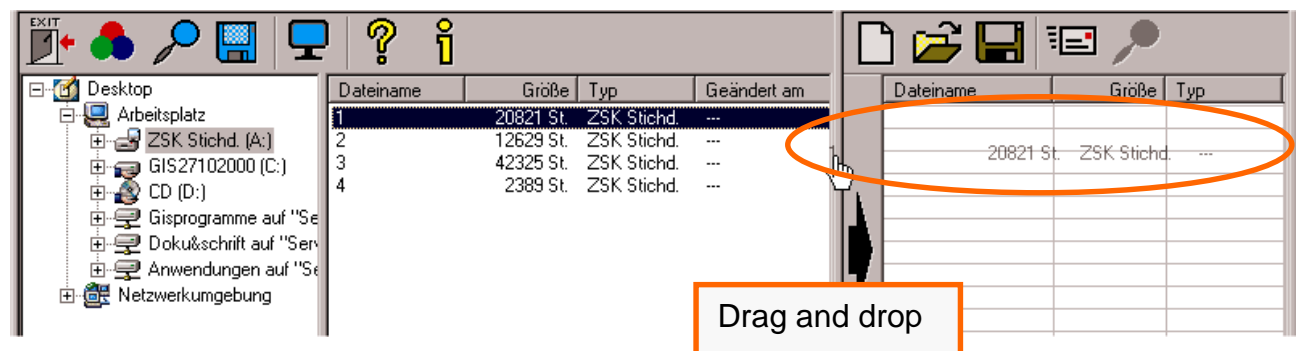 EXIT
Desktop
Arbeitsplatz
ZSK Stichd. (A:)
GIS27102000 (C:)
CD (D:)
Gisprogramme auf "Se
Doku&schrift auf "Serv
Anwendungen auf "Se
Netzwerkumgebung
Dateiname Größe Typ Geändert am
1 20821 St. ZSK Stichd. ---
2 12629 St. ZSK Stichd. ---
3 42325 St. ZSK Stichd. ---
4 2389 St. ZSK Stichd. ---
Dateiname Größe Typ
20821 St. ZSK Stichd. ---
Drag and drop